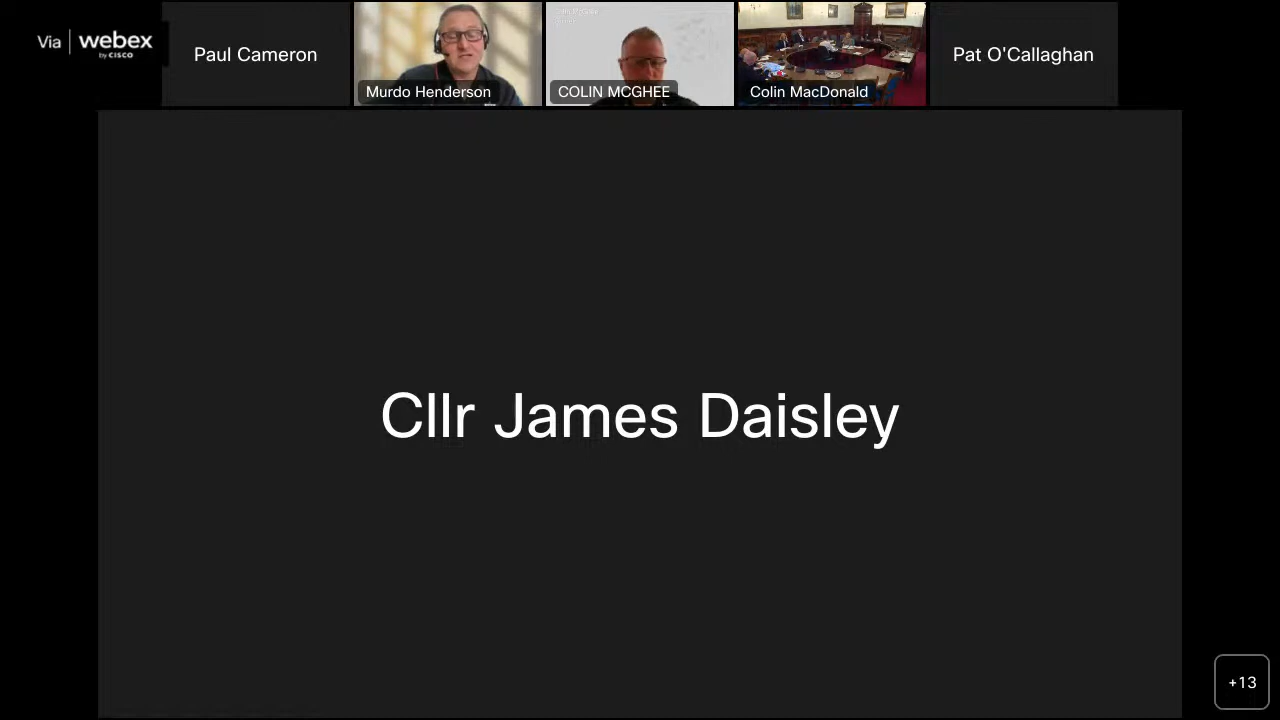 Via webex
by CISCO
Paul Cameron
Murdo Henderson
COLIN MCGHEE
Colin MacDonald
Pat O'Callaghan
Cllr James Daisley
+13